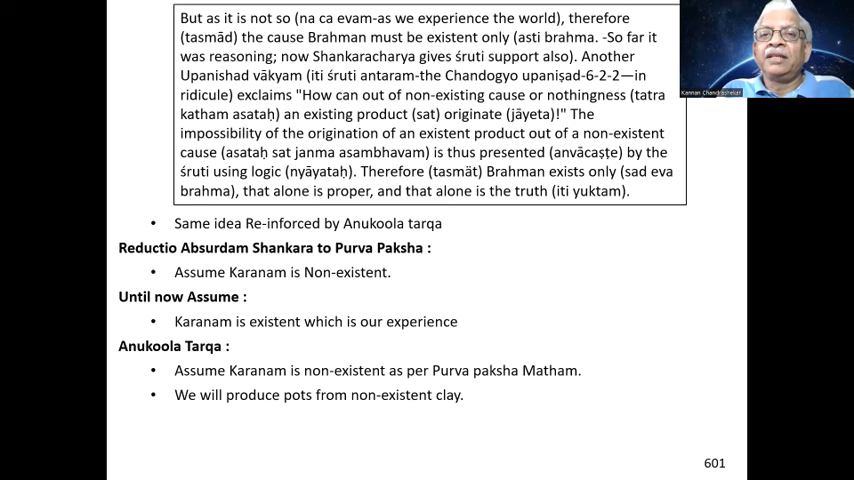 But as it is not so (na ca evam-as we experience the world), therefore
(tasmād) the cause Brahman must be existent only (asti brahma. -So far it
was reasoning; now Shankaracharya gives śruti support also). Another
Upanishad vākyam (iti śruti antaram-the Chandogyo upaniṣad-6-2-2—in
ridicule) exclaims "How can out of non-existing cause or nothingness (tatra
katham asataḥ) an existing product (sat) originate (jāyeta)!" The
impossibility of the origination of an existent product out of a non-existent
cause (asataḥ sat janma asambhavam) is thus presented (anvācaṣṭe) by the
śruti using logic (nyāyataḥ). Therefore (tasmät) Brahman exists only (sad eva
brahma), that alone is proper, and that alone is the truth (iti yuktam).
Kannan Chandrashekar
• Same idea Re-inforced by Anukoola tarqa
Reductio Absurdam Shankara to Purva Paksha :
• Assume Karanam is Non-existent.
Until now Assume :
• Karanam is existent which is our experience
Anukoola Tarqa :
• Assume Karanam is non-existent as per Purva paksha Matham.
• We will produce pots from non-existent clay.
601